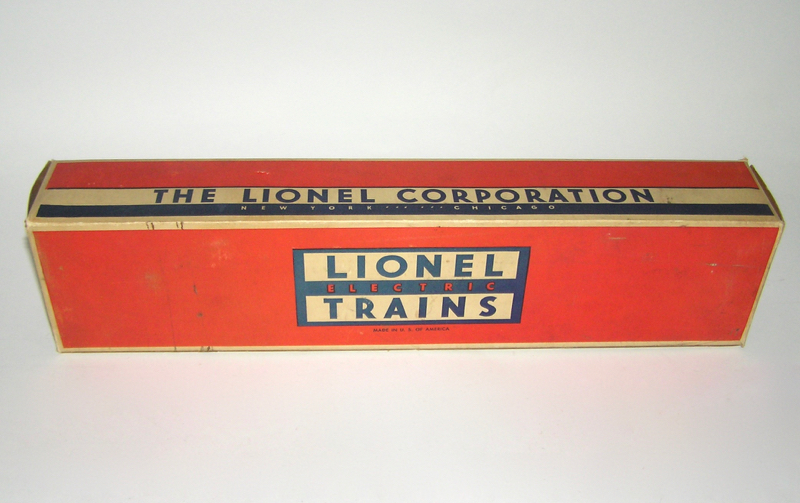 THE LIONEL CORPORATION
NEW YORK ··· ··· CHICAGO
LIONEL
ELECTRIC
TRAINS
MADE IN U. S. OF AMERICA